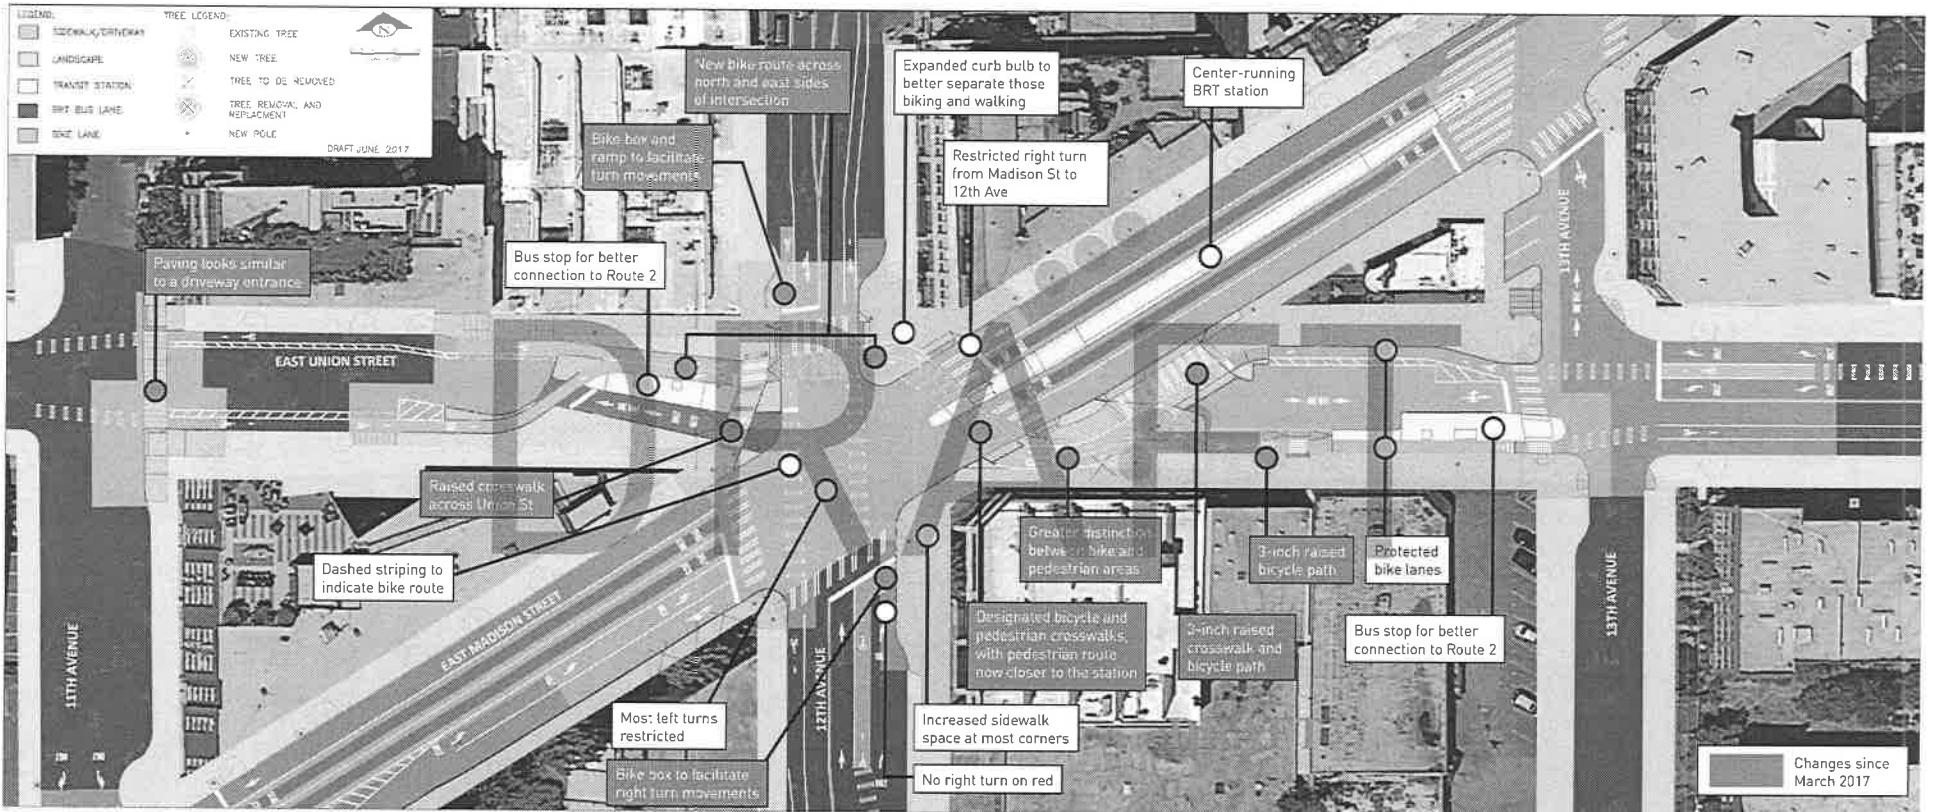 LEGEND:
SIDEWALK/DRIVEWAY
LANDSCAPE
TRANSIT STATION
BRT BUS LANE
BIKE LANE
TREE LEGEND:
EXISTING TREE
NEW TREE
TREE TO BE REMOVED
TREE REMOVAL AND
REPLACMENT
NEW POLE
N
DRAFT JUNE 2017
New bike route across
north and east sides
of intersection
Expanded curb bulb to
better separate those
biking and walking
Center-running
BRT station
Bike box and
ramp to facilitate
turn movements
Restricted right turn
from Madison St to
12th Ave
Paving looks similar
to a driveway entrance
Bus stop for better
connection to Route 2
13TH AVENUE
EAST UNION STREET
DRAFT
Raised crosswalk
across Union St
Dashed striping to
indicate bike route
Greater distinction
between bike and
pedestrian areas
3-inch raised
bicycle path
Protected
bike lanes
EAST MADISON STREET
Designated bicycle and
pedestrian crosswalks,
with pedestrian route
now closer to the station
3-inch raised
crosswalk and
bicycle path
Bus stop for better
connection to Route 2
11TH AVENUE
12TH AVENUE
13TH AVENUE
Most left turns
restricted
Increased sidewalk
space at most corners
Bike box to facilitate
right turn movements
No right turn on red
Changes since
March 2017